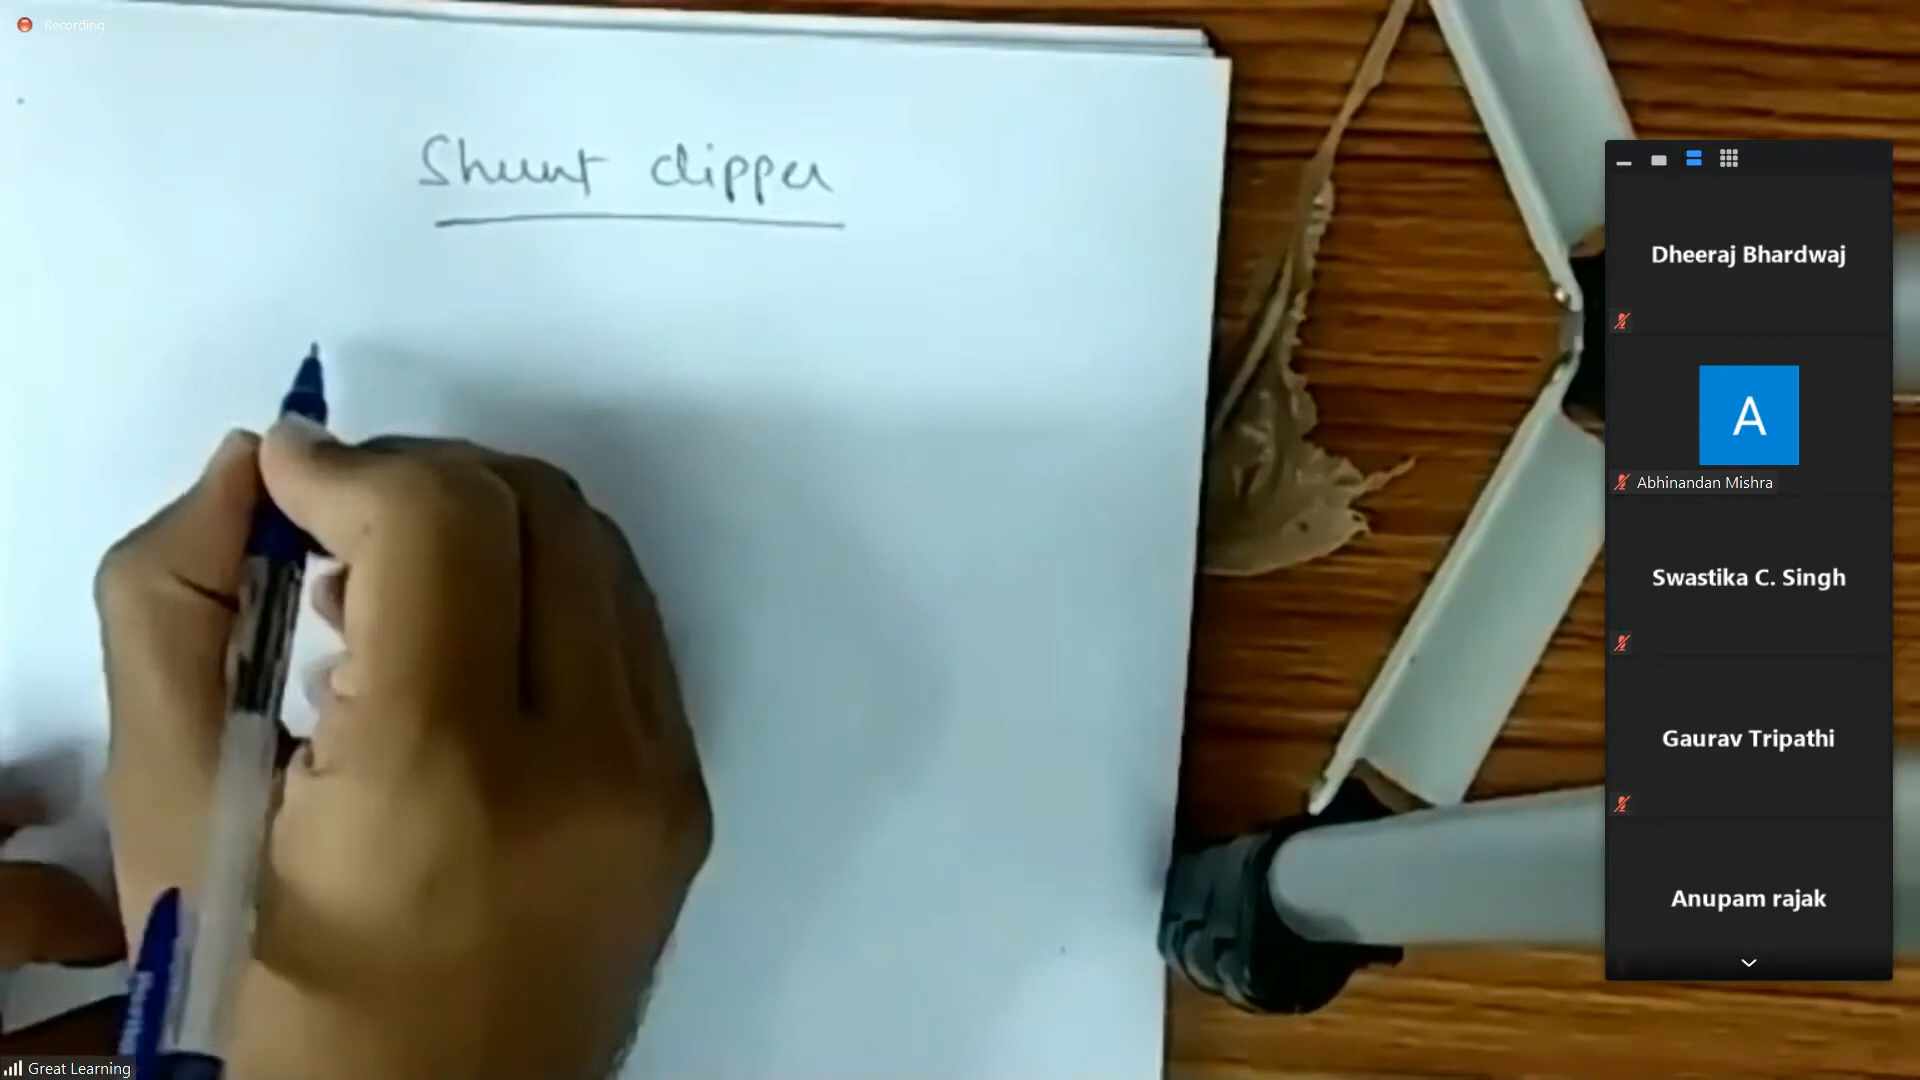 Recording
Shunt clipper
Dheeraj Bhardwaj
A
Abhinandan Mishra
Swastika C. Singh
Gaurav Tripathi
Anupam rajak
Great Learning